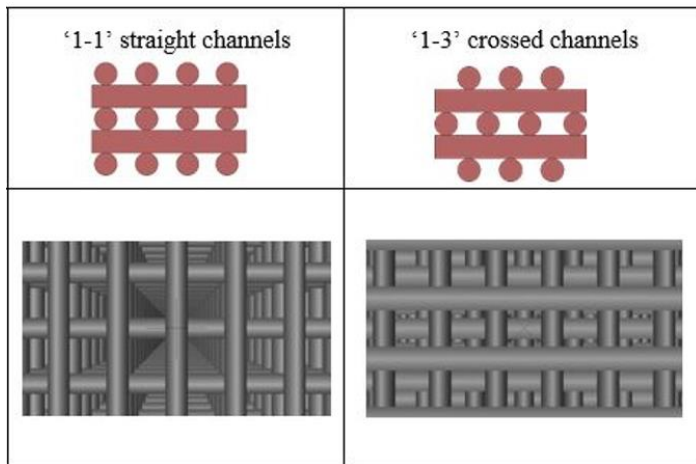 ‘1-1’ straight channels
‘1-3’ crossed channels